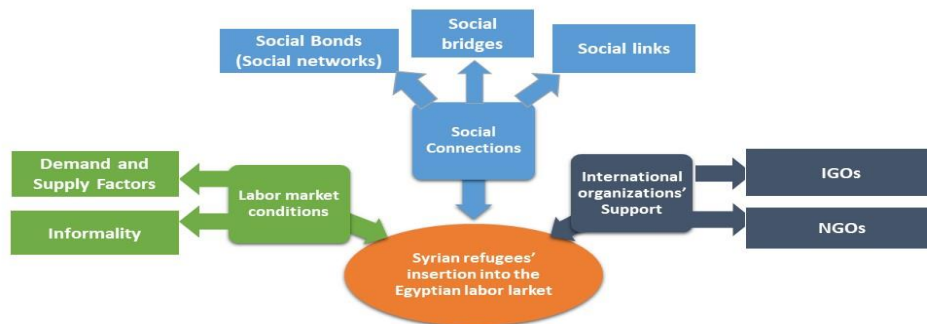 Social
bridges
Social Bonds
(Social networks)
Social links
Social
Connections
Demand and
Supply Factors
Informality
Labor market
conditions
International
organizations'
Support
IGOs
NGOs
Syrian refugees'
insertion into the
Egyptian labor larket